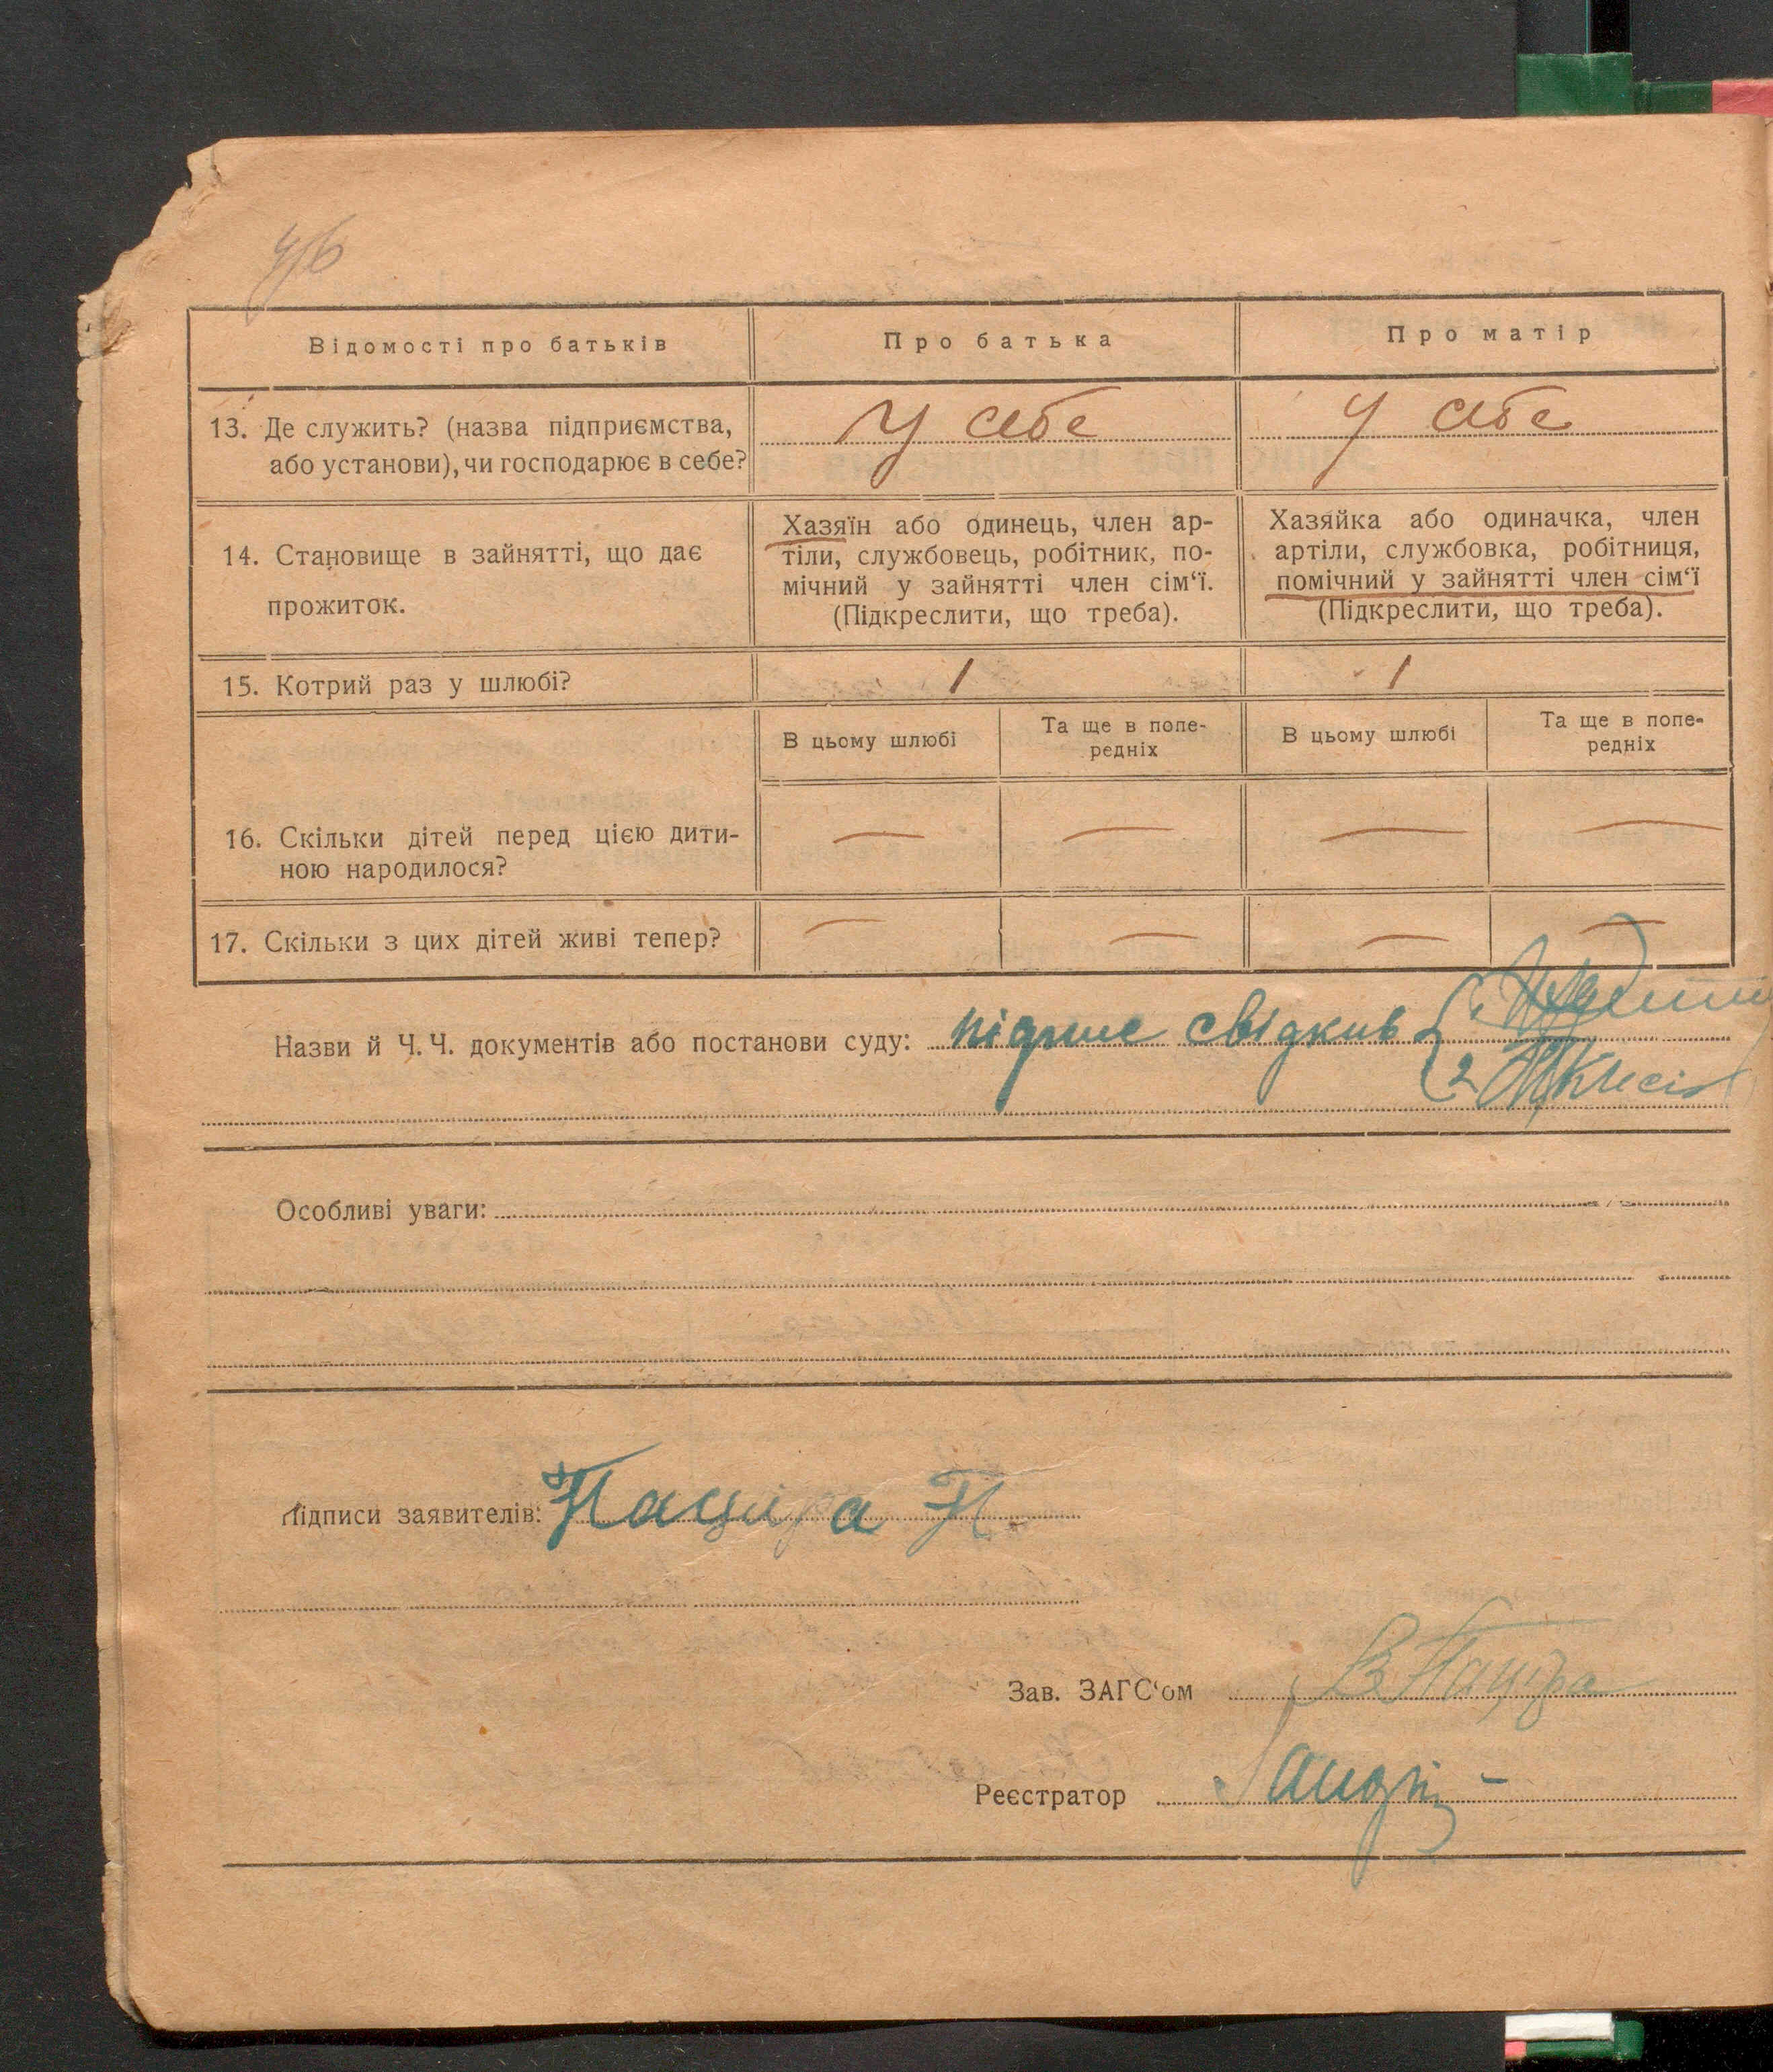 Відомості про батьків
Про батька
Про матір
13. Де служить? (назва підприємства,
або установи), чи господарює в себе?
У себе
У себе
14. Становище в зайнятті, що дає
прожиток.
Хазяїн або одинець, член ар-
тіли, службовець, робітник, по-
мічний у зайнятті член сім‘ї.
(Підкреслити, що треба).
Хазяйка або одиначка, член
артіли, службовка, робітниця,
помічний у зайнятті член сім‘ї
(Підкреслити, що треба).
15. Котрий раз у шлюбі?
1
1
В цьому шлюбі
Та ще в попе-
редніх
В цьому шлюбі
Та ще в попе-
редніх
16. Скільки дітей перед цією дити-
ною народилося?
— — — —
17. Скільки з цих дітей живі тепер?
— — — —
Назви й Ч. Ч. документів або постанови суду: свідків
2
Особливі уваги:
Підписи заявителів: Пацира П.
Зав. ЗАГС‘ом В Пацира
Реєстратор